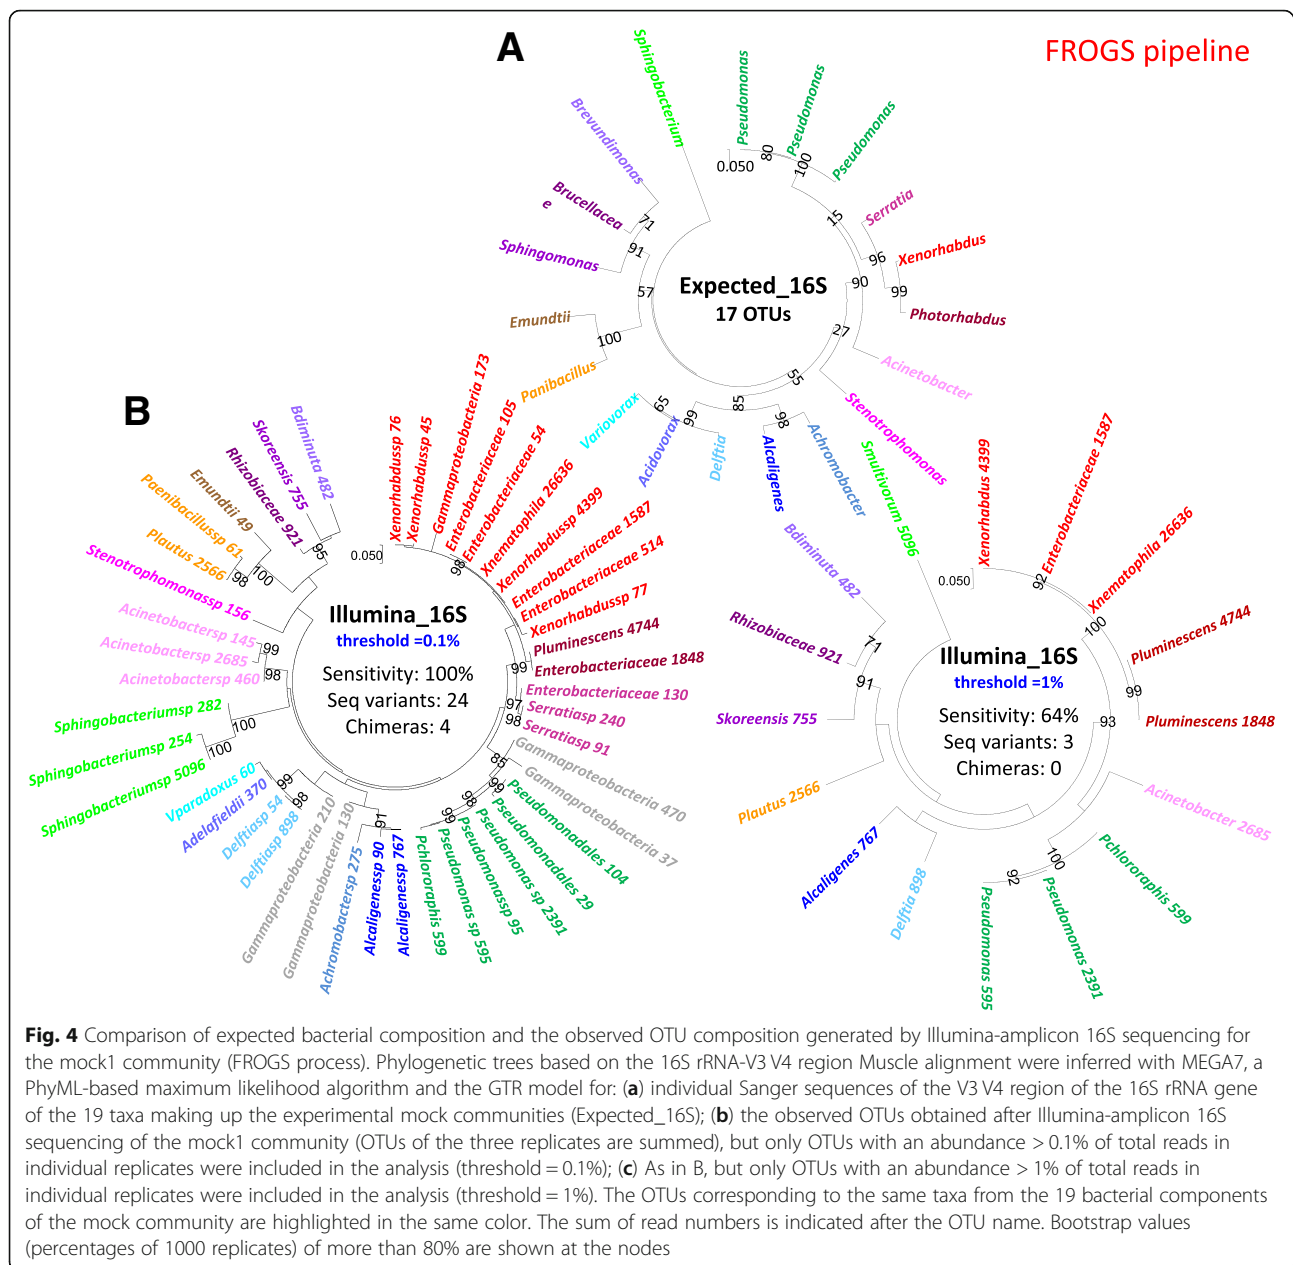 A
FROGS pipeline
Sphingobacterium
Pseudomonas
Pseudomonas
Pseudomonas
Serratia
Xenorhabdus
Photorhabdus
Acinetobacter
Stenotrophomonas
Achromobacter
Alcaligenes
Delftia
Acidovorax
Variovorax
Panibacillus
Emundtii
Sphingomonas
Brucellacea
e
Brevundimonas
0.050
80
100
15
96
99
90
27
55
98
85
99
65
100
57
91
71
Expected_16S
17 OTUs
B
Xenorhabdussp 76
Xenorhabdussp 45
Gammaproteobacteria 173
Enterobacteriaceae 105
Enterobacteriaceae 54
Xnematophila 26636
Xenorhabdussp 4399
Enterobacteriaceae 1587
Enterobacteriaceae 514
Xenorhabdussp 77
Pluminescens 4744
Enterobacteriaceae 1848
Enterobacteriaceae 130
Serratiasp 240
Serratiasp 91
Gammaproteobacteria 470
Gammaproteobacteria 37
Pseudomonadales 104
Pseudomonadales 29
Pseudomonas sp 2391
Pseudomonassp 95
Pseudomonas sp 595
Pchlororaphis 599
Alcaligenessp 767
Alcaligenessp 90
Achromobactersp 275
Gammaproteobacteria 130
Gammaproteobacteria 210
Delftiasp 898
Delftiasp 54
Adelafieldii 370
Vparadoxus 60
Sphingobacteriumsp 5096
Sphingobacteriumsp 254
Sphingobacteriumsp 282
Acinetobactersp 460
Acinetobactersp 2685
Acinetobactersp 145
Stenotrophomonassp 156
Plautus 2566
Paenibacillussp 61
Emundtii 49
Rhizobiaceae 921
Skoreensis 755
Bdiminuta 482
0.050
98
99
97
98
85
99
98
99
91
98
99
100
100
98
99
98
100
95
Illumina_16S
threshold =0.1%
Sensitivity: 100%
Seq variants: 24
Chimeras: 4
Smultivorum 5096
Xenorhabdus 4399
Enterobacteriaceae 1587
Xnematophila 26636
Pluminescens 4744
Pluminescens 1848
Acinetobacter 2685
Pchlororaphis 599
Pseudomonas 2391
Pseudomonas 595
Delftia 898
Alcaligenes 767
Plautus 2566
Skoreensis 755
Rhizobiaceae 921
Bdiminuta 482
0.050
92
100
99
93
100
92
91
71
Illumina_16S
threshold =1%
Sensitivity: 64%
Seq variants: 3
Chimeras: 0
Fig. 4 Comparison of expected bacterial composition and the observed OTU composition generated by Illumina-amplicon 16S sequencing for
the mock1 community (FROGS process). Phylogenetic trees based on the 16S rRNA-V3 V4 region Muscle alignment were inferred with MEGA7, a
PhyML-based maximum likelihood algorithm and the GTR model for: (a) individual Sanger sequences of the V3 V4 region of the 16S rRNA gene
of the 19 taxa making up the experimental mock communities (Expected_16S); (b) the observed OTUs obtained after Illumina-amplicon 16S
sequencing of the mock1 community (OTUs of the three replicates are summed), but only OTUs with an abundance > 0.1% of total reads in
individual replicates were included in the analysis (threshold = 0.1%); (c) As in B, but only OTUs with an abundance > 1% of total reads in
individual replicates were included in the analysis (threshold = 1%). The OTUs corresponding to the same taxa from the 19 bacterial components
of the mock community are highlighted in the same color. The sum of read numbers is indicated after the OTU name. Bootstrap values
(percentages of 1000 replicates) of more than 80% are shown at the nodes